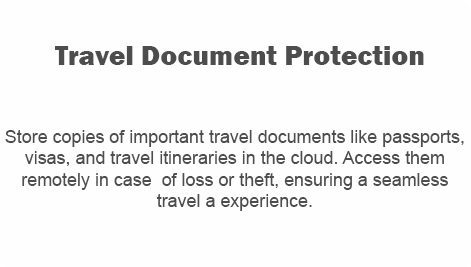 Travel Document Protection
Store copies of important travel documents like passports,
visas, and travel itineraries in the cloud. Access them
remotely in case  of loss or theft, ensuring a seamless
travel a experience.